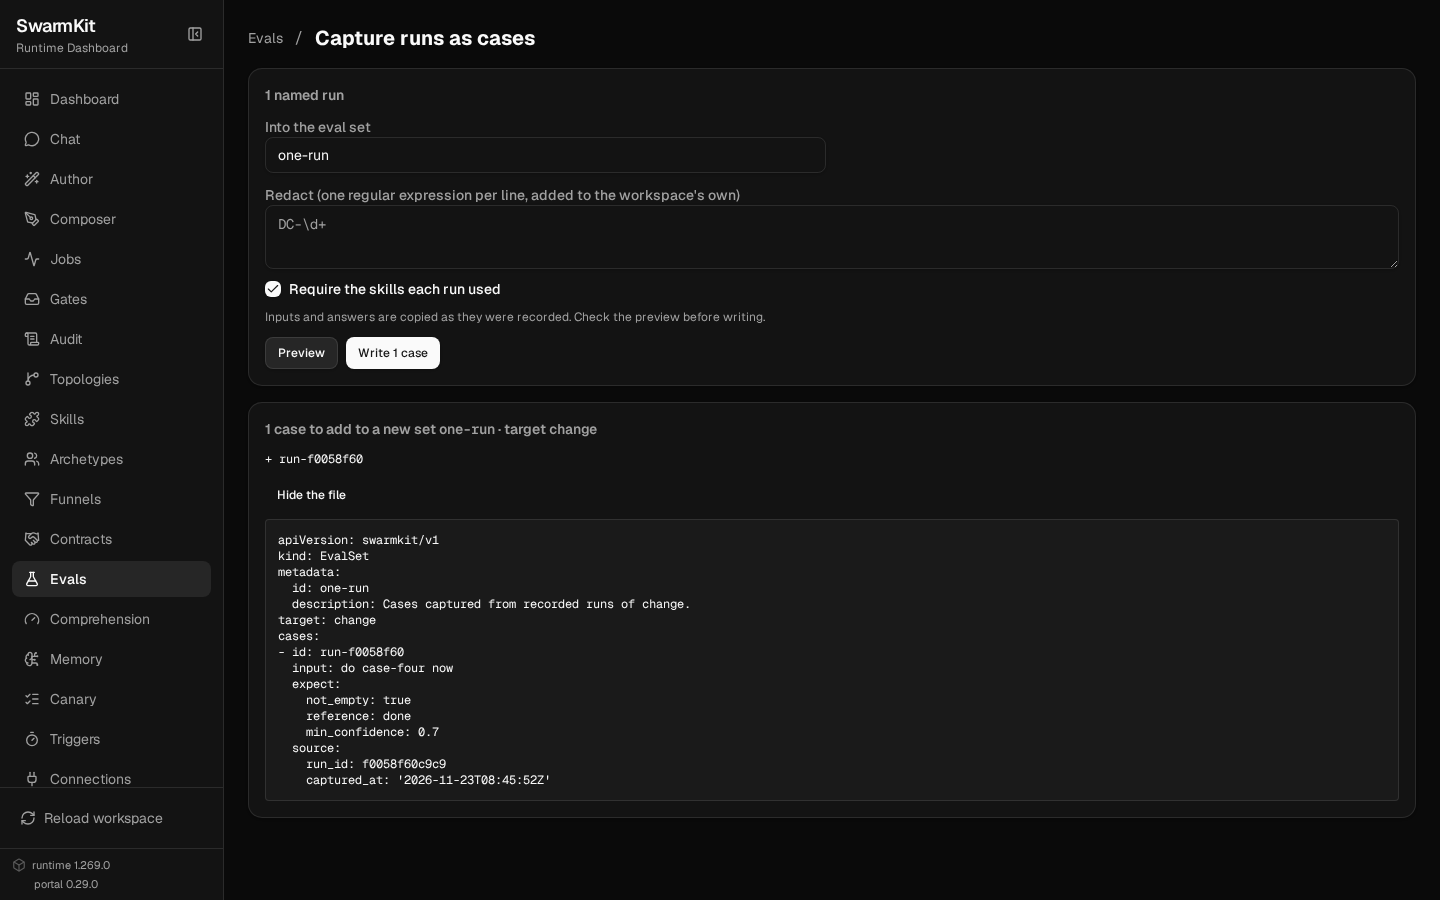 SwarmKit
Runtime Dashboard
Dashboard
Chat
Author
Composer
Jobs
Gates
Audit
Topologies
Skills
Archetypes
Funnels
Contracts
Evals
Comprehension
Memory
Canary
Triggers
Connections
Reload workspace
runtime 1.269.0
portal 0.29.0
Evals / Capture runs as cases
1 named run
Into the eval set
one-run
Redact (one regular expression per line, added to the workspace's own)
DC-\d+
Require the skills each run used
Inputs and answers are copied as they were recorded. Check the preview before writing.
Preview Write 1 case
1 case to add to a new set one-run · target change
+ run-f0058f60
Hide the file
apiVersion: swarmkit/v1
kind: EvalSet
metadata:
  id: one-run
  description: Cases captured from recorded runs of change.
target: change
cases:
- id: run-f0058f60
  input: do case-four now
  expect:
    not_empty: true
    reference: done
    min_confidence: 0.7
  source:
    run_id: f0058f60c9c9
    captured_at: '2026-11-23T08:45:52Z'